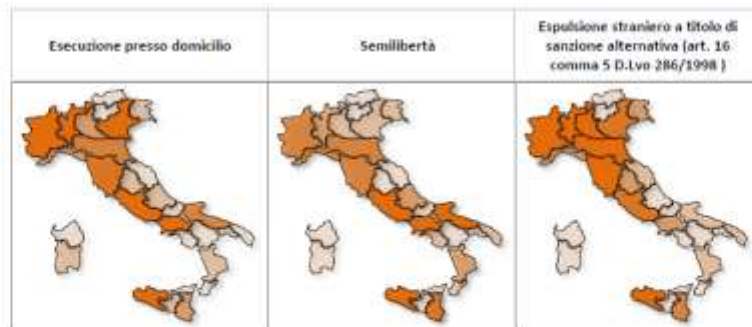 Esecuzione presso domicilio
Semilibertà
Espulsione straniero a titolo di
sanzione alternativa (art. 16
comma 5 D.Lvo 286/1998 )